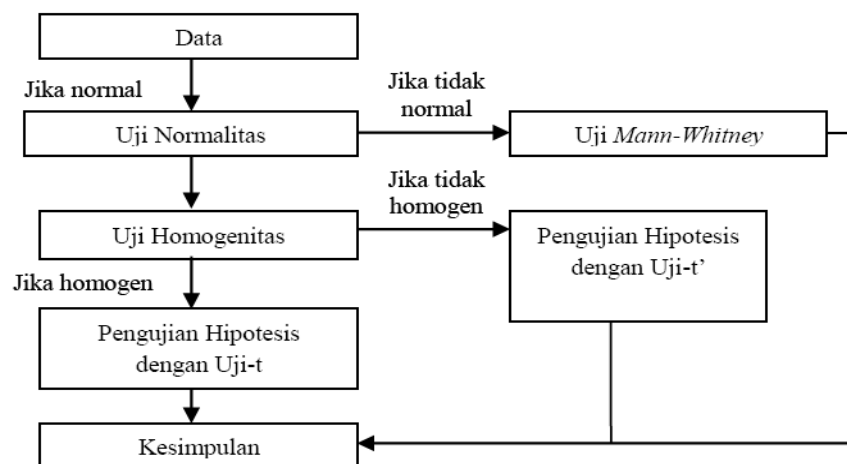 Data
Jika normal
Jika tidak
normal
Uji Normalitas
Uji Mann-Whitney
Jika tidak
homogen
Uji Homogenitas
Pengujian Hipotesis
dengan Uji-t’
Jika homogen
Pengujian Hipotesis
dengan Uji-t
Kesimpulan